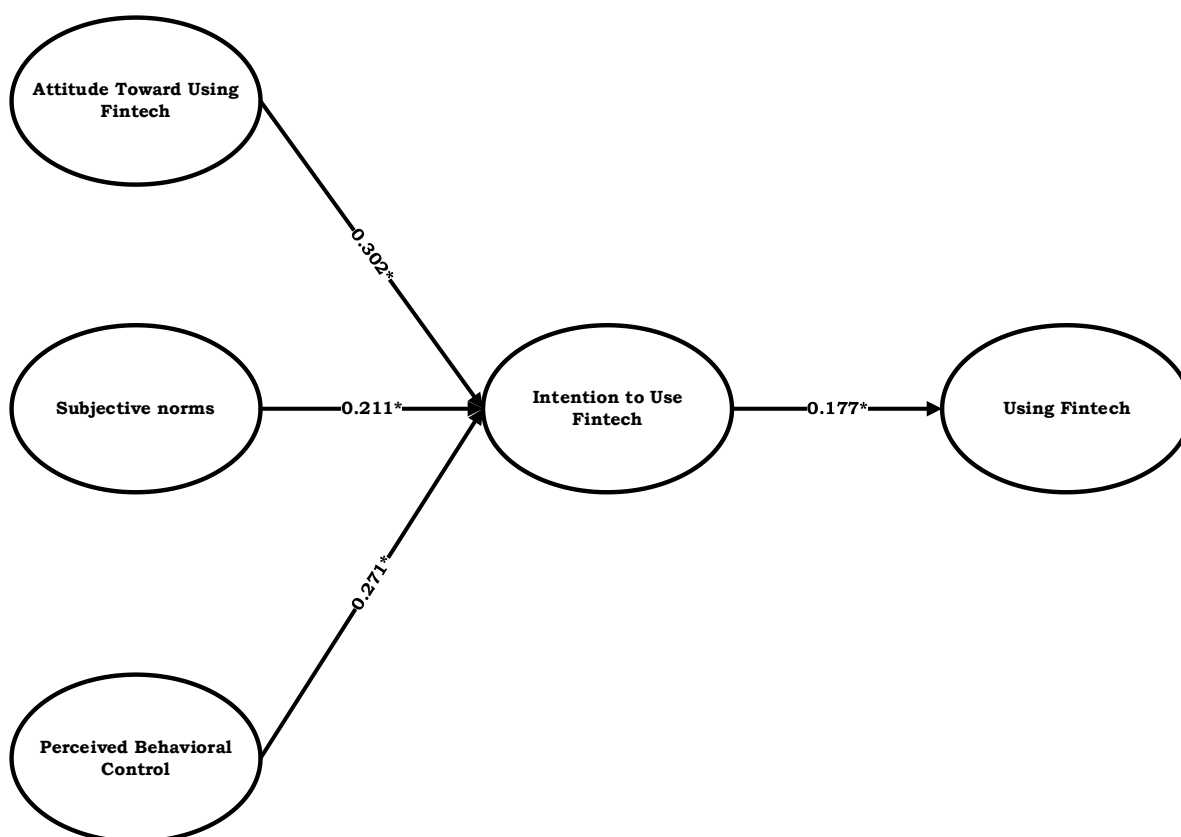 Attitude Toward Using
Fintech
0.302*
Subjective norms
0.211*
Intention to Use
Fintech
0.177*
Using Fintech
0.271*
Perceived Behavioral
Control